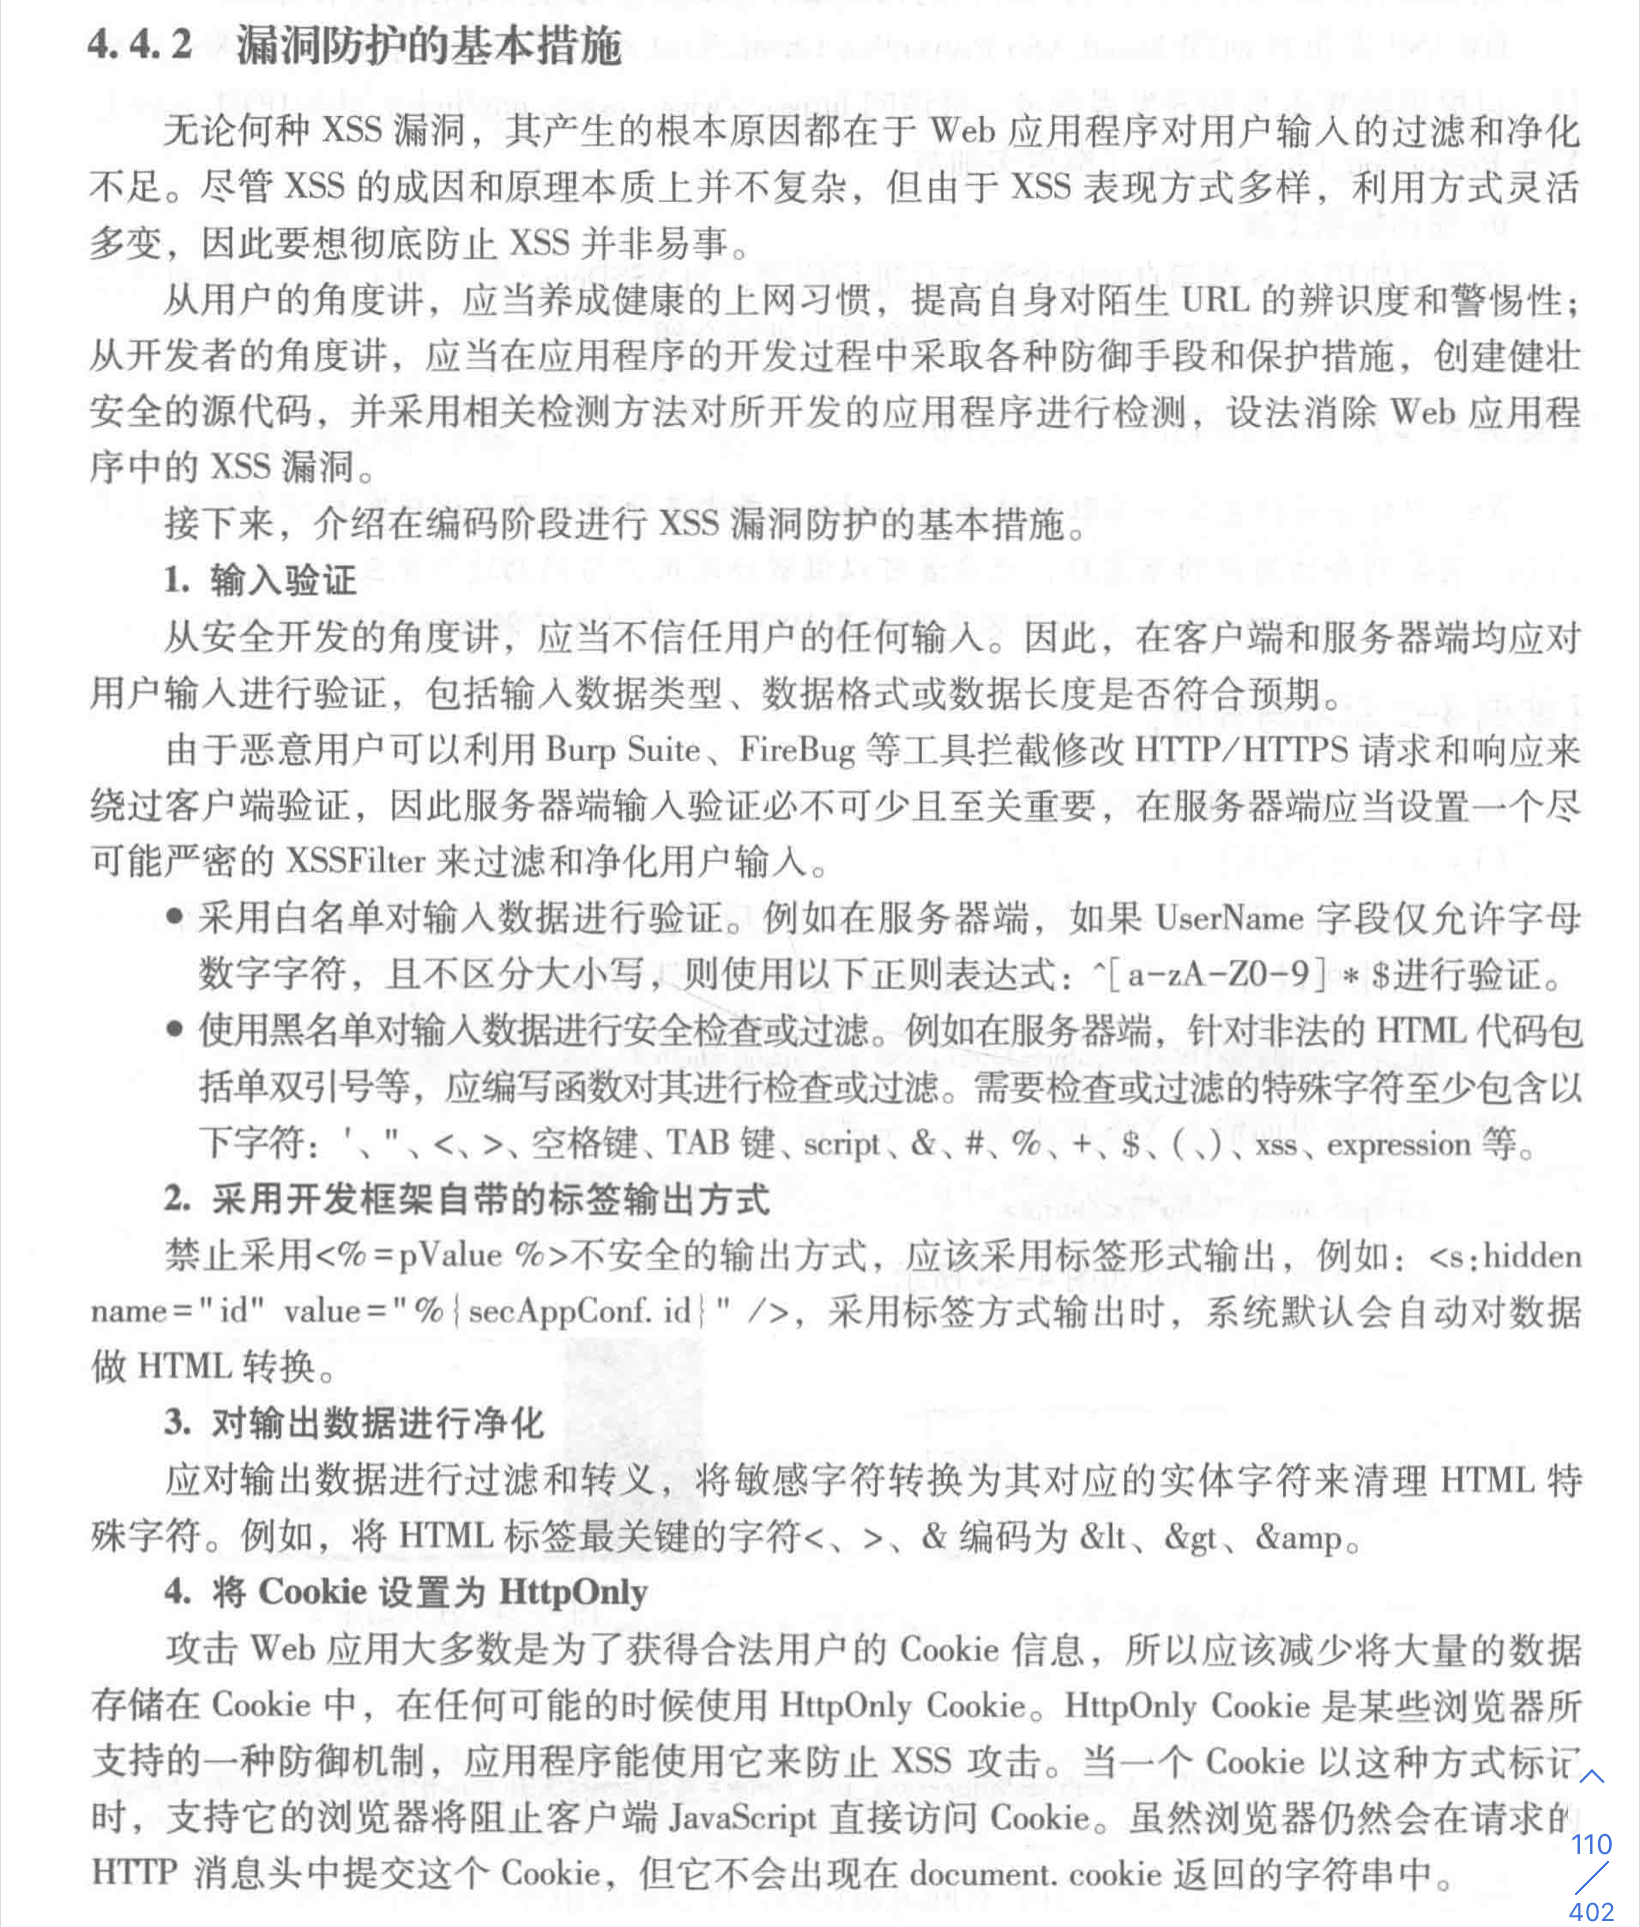 4.4.2 漏洞防护的基本措施
无论何种 XSS 漏洞，其产生的根本原因都在于 Web 应用程序对用户输入的过滤和净化
不足。尽管 XSS 的成因和原理本质上并不复杂，但由于 XSS 表现方式多样，利用方式灵活
多变，因此要想彻底防止 XSS 并非易事。
从用户的角度讲，应当养成健康的上网习惯，提高自身对陌生 URL 的辨识度和警惕性；
从开发者的角度讲，应当在应用程序的开发过程中采取各种防御手段和保护措施，创建健壮
安全的源代码，并采用相关检测方法对所开发的应用程序进行检测，设法消除 Web 应用程
序中的 XSS 漏洞。
接下来，介绍在编码阶段进行 XSS 漏洞防护的基本措施。
1. 输入验证
从安全开发的角度讲，应当不信任用户的任何输入。因此，在客户端和服务器端均应对
用户输入进行验证，包括输入数据类型、数据格式或数据长度是否符合预期。
由于恶意用户可以利用 Burp Suite、FireBug 等工具拦截修改 HTTP/HTTPS 请求和响应来
绕过客户端验证，因此服务器端输入验证必不可少且至关重要，在服务器端应当设置一个尽
可能严密的 XSSFilter 来过滤和净化用户输入。
● 采用白名单对输入数据进行验证。例如在服务器端，如果 UserName 字段仅允许字母
数字字符，且不区分大小写，则使用以下正则表达式：^[a-zA-Z0-9]*$进行验证。
● 使用黑名单对输入数据进行安全检查或过滤。例如在服务器端，针对非法的 HTML 代码包
括单双引号等，应编写函数对其进行检查或过滤。需要检查或过滤的特殊字符至少包含以
下字符：'、"、<、>、空格键、TAB 键、script、&、#、%、+、$、(、)、xss、expression 等。
2. 采用开发框架自带的标签输出方式
禁止采用<%=pValue %>不安全的输出方式，应该采用标签形式输出，例如：<s:hidden
name="id" value="%{secAppConf. id}" />，采用标签方式输出时，系统默认会自动对数据
做 HTML 转换。
3. 对输出数据进行净化
应对输出数据进行过滤和转义，将敏感字符转换为其对应的实体字符来清理 HTML 特
殊字符。例如，将 HTML 标签最关键的字符<、>、& 编码为 &lt、&gt、&amp。
4. 将 Cookie 设置为 HttpOnly
攻击 Web 应用大多数是为了获得合法用户的 Cookie 信息，所以应该减少将大量的数据
存储在 Cookie 中，在任何可能的时候使用 HttpOnly Cookie。HttpOnly Cookie 是某些浏览器所
支持的一种防御机制，应用程序能使用它来防止 XSS 攻击。当一个 Cookie 以这种方式标记
时，支持它的浏览器将阻止客户端 JavaScript 直接访问 Cookie。虽然浏览器仍然会在请求的
HTTP 消息头中提交这个 Cookie，但它不会出现在 document. cookie 返回的字符串中。
110
/
402